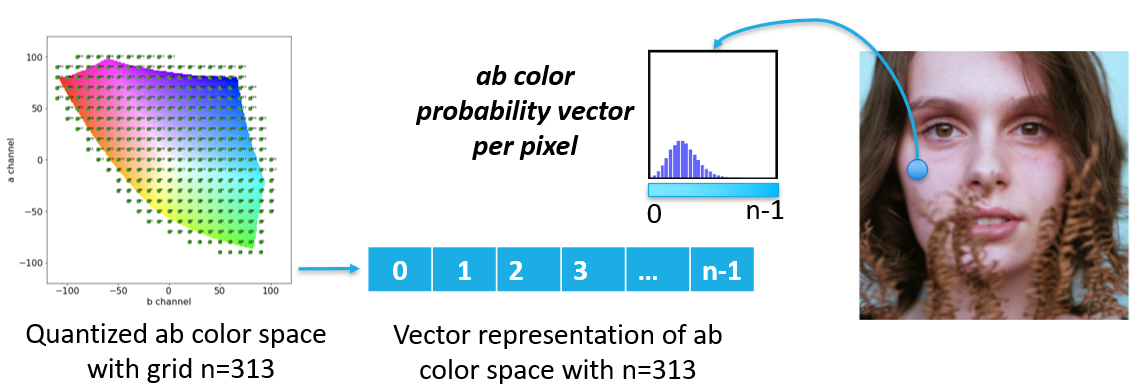 100
50
0
−50
−100
a channel
−100
−50
0
50
100
b channel
Quantized ab color space
with grid n=313
0
1
2
3
...
n-1
Vector representation of ab
color space with n=313
ab color
probability vector
per pixel
0
n-1